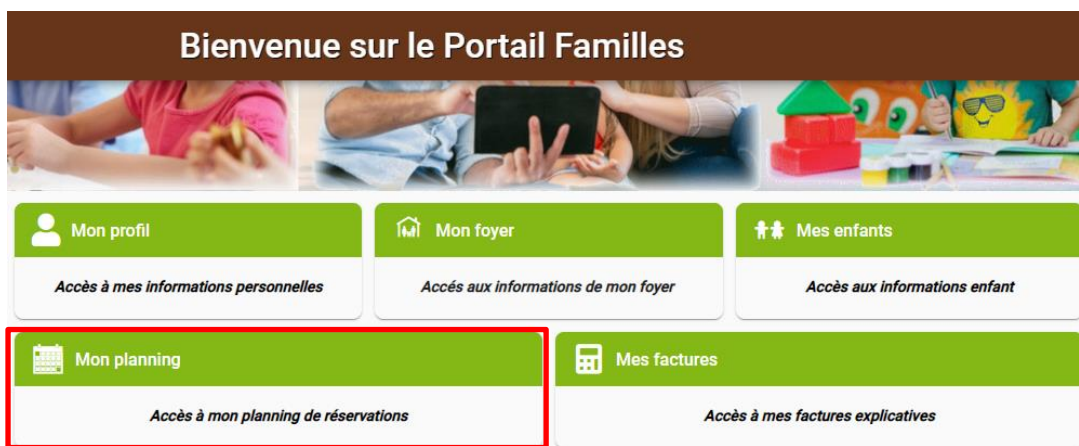 Bienvenue sur le Portail Familles
Mon profil
Mon foyer
Mes enfants
Accès à mes informations personnelles
Accés aux informations de mon foyer
Accès aux informations enfant
Mon planning
Mes factures
Accès à mon planning de réservations
Accès à mes factures explicatives